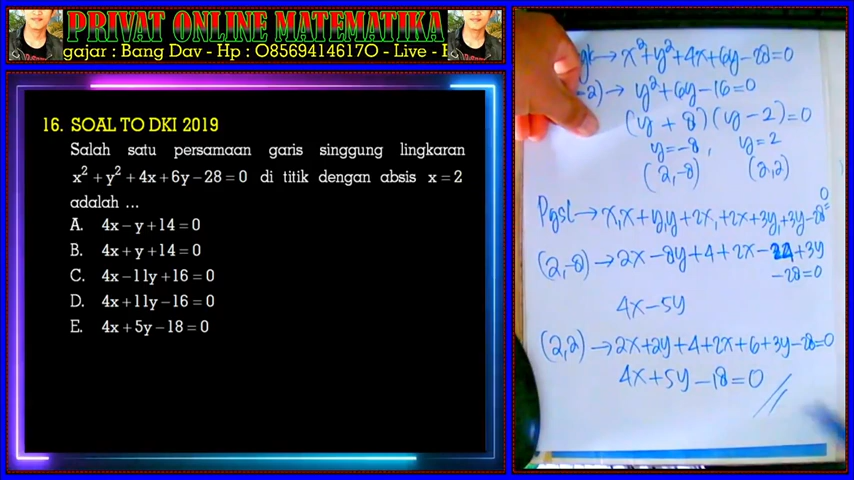 PRIVAT ONLINE MATEMATIKA
gajar : Bang Dav - Hp : O8569414617O - Live -
16. SOAL TO DKI 2019
Salah satu persamaan garis singgung lingkaran
x² + y² + 4x + 6y − 28 = 0 di titik dengan absis x = 2
adalah ...
A. 4x − y + 14 = 0
B. 4x + y + 14 = 0
C. 4x − 11y + 16 = 0
D. 4x + 11y − 16 = 0
E. 4x + 5y − 18 = 0
→ x² + y² + 4x + 6y − 28 = 0
→ y² + 6y − 16 = 0
(y + 8) (y − 2) = 0
y = −8 , y = 2
(2, −8) (2, 2)
Pgsl → x₁x + y₁y + 2x₁ + 2x + 3y₁ + 3y − 28 = 0
(2, −8) → 2x − 8y + 4 + 2x − 24 + 3y
− 28 = 0
4x − 5y
(2, 2) → 2x + 2y + 4 + 2x + 6 + 3y − 28 = 0
4x + 5y − 18 = 0